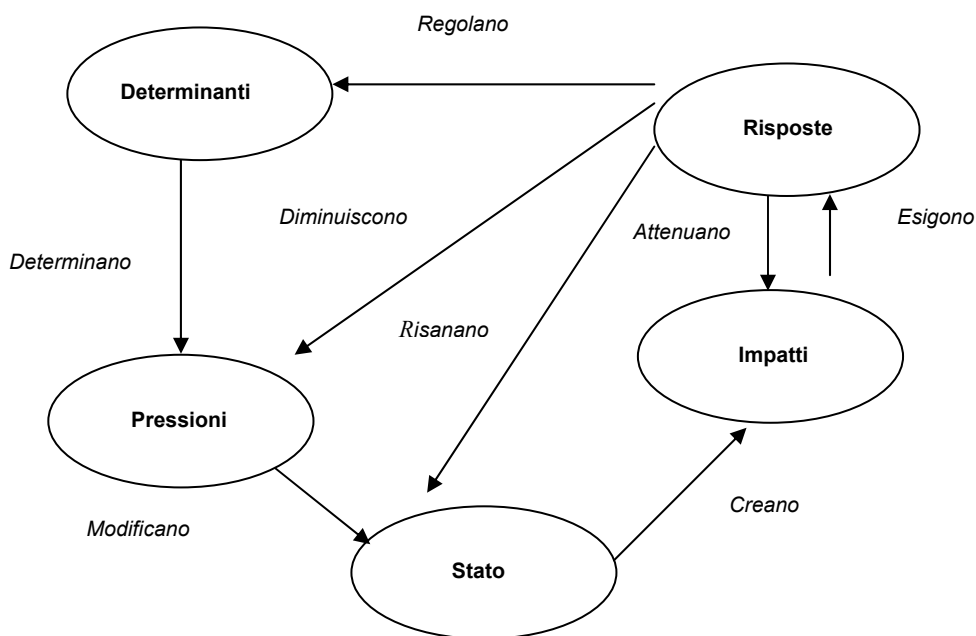 Regolano
Determinanti
Risposte
Diminuiscono
Attenuano
Esigono
Determinano
Risanano
Impatti
Pressioni
Creano
Modificano
Stato